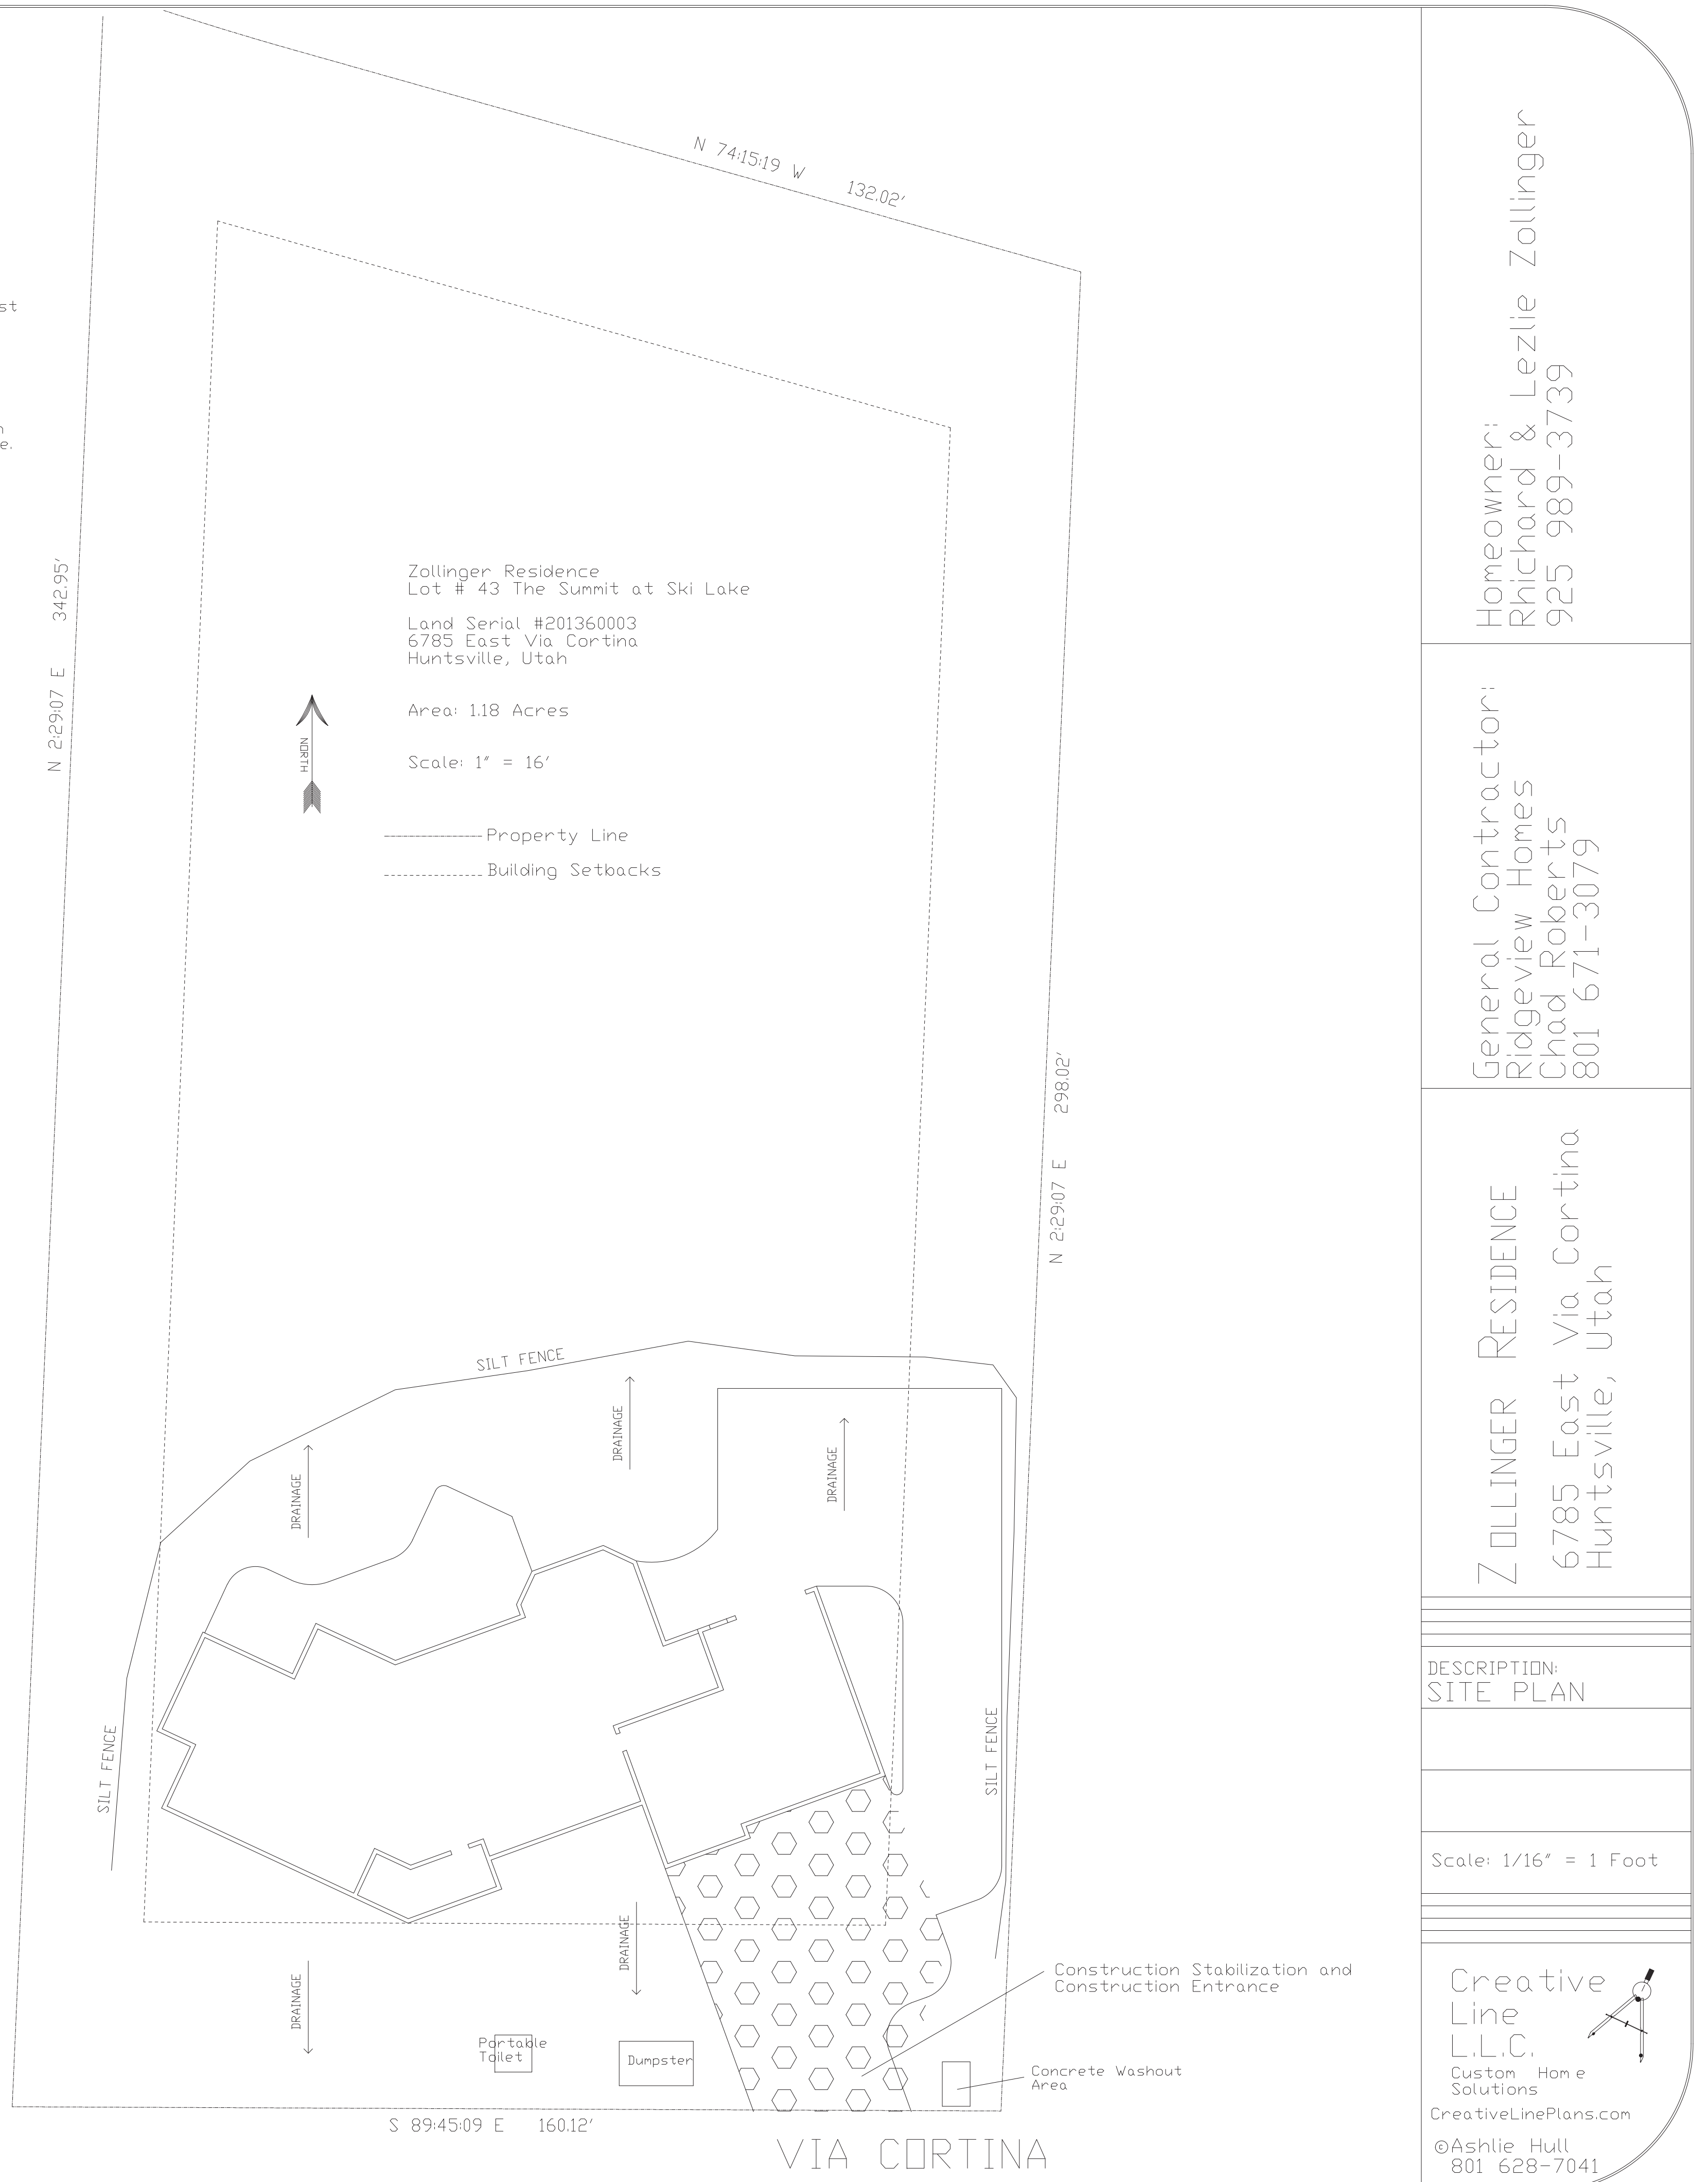 N 74:15:19 W 132.02'
st
n
e.
N 2:29:07 E 342.95'
Zollinger Residence
Lot # 43 The Summit at Ski Lake
Land Serial #201360003
6785 East Via Cortina
Huntsville, Utah
Area: 1.18 Acres
Scale: 1" = 16'
NORTH
Property Line
Building Setbacks
N 2:29:07 E 298.02'
SILT FENCE
DRAINAGE
DRAINAGE
DRAINAGE
SILT FENCE
SILT FENCE
DRAINAGE
DRAINAGE
Portable
Toilet
Dumpster
Construction Stabilization and
Construction Entrance
Concrete Washout
Area
S 89:45:09 E 160.12'
VIA CORTINA
Homeowner:
Rhichard & Lezlie Zollinger
925 989-3739
General Contractor:
Ridgeview Homes
Chad Roberts
801 671-3079
ZOLLINGER RESIDENCE
6785 East Via Cortina
Huntsville, Utah
DESCRIPTION:
SITE PLAN
Scale: 1/16" = 1 Foot
Creative
Line
L.L.C.
Custom Home
Solutions
CreativeLinePlans.com
©Ashlie Hull
801 628-7041